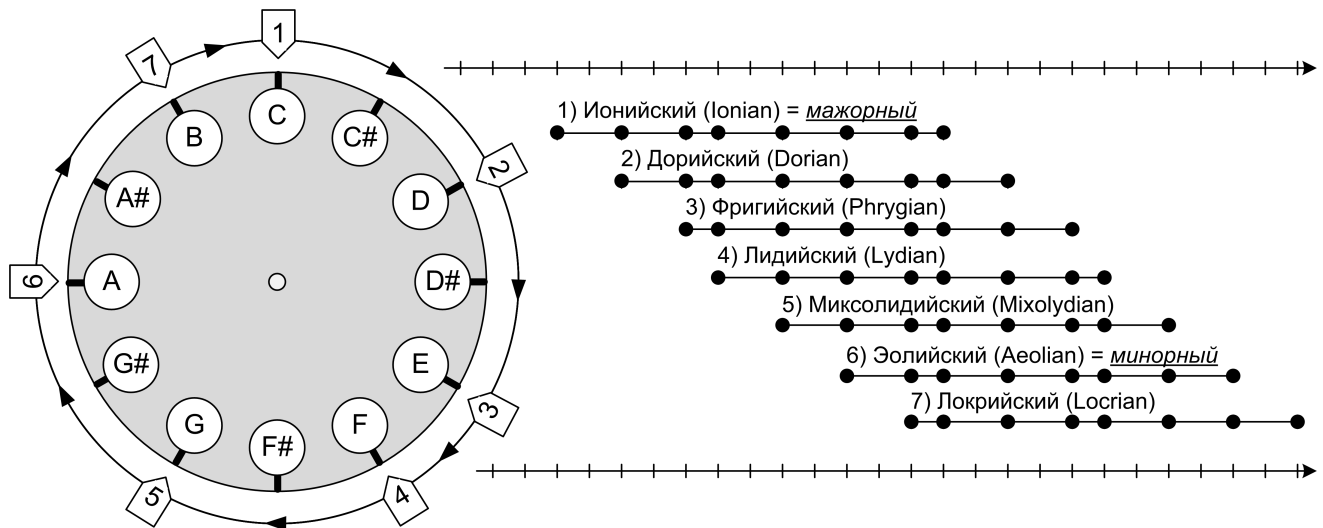 1
2
3
4
5
6
7
C
C#
D
D#
E
F
F#
G
G#
A
A#
B
1) Ионийский (Ionian) = мажорный
2) Дорийский (Dorian)
3) Фригийский (Phrygian)
4) Лидийский (Lydian)
5) Миксолидийский (Mixolydian)
6) Эолийский (Aeolian) = минорный
7) Локрийский (Locrian)